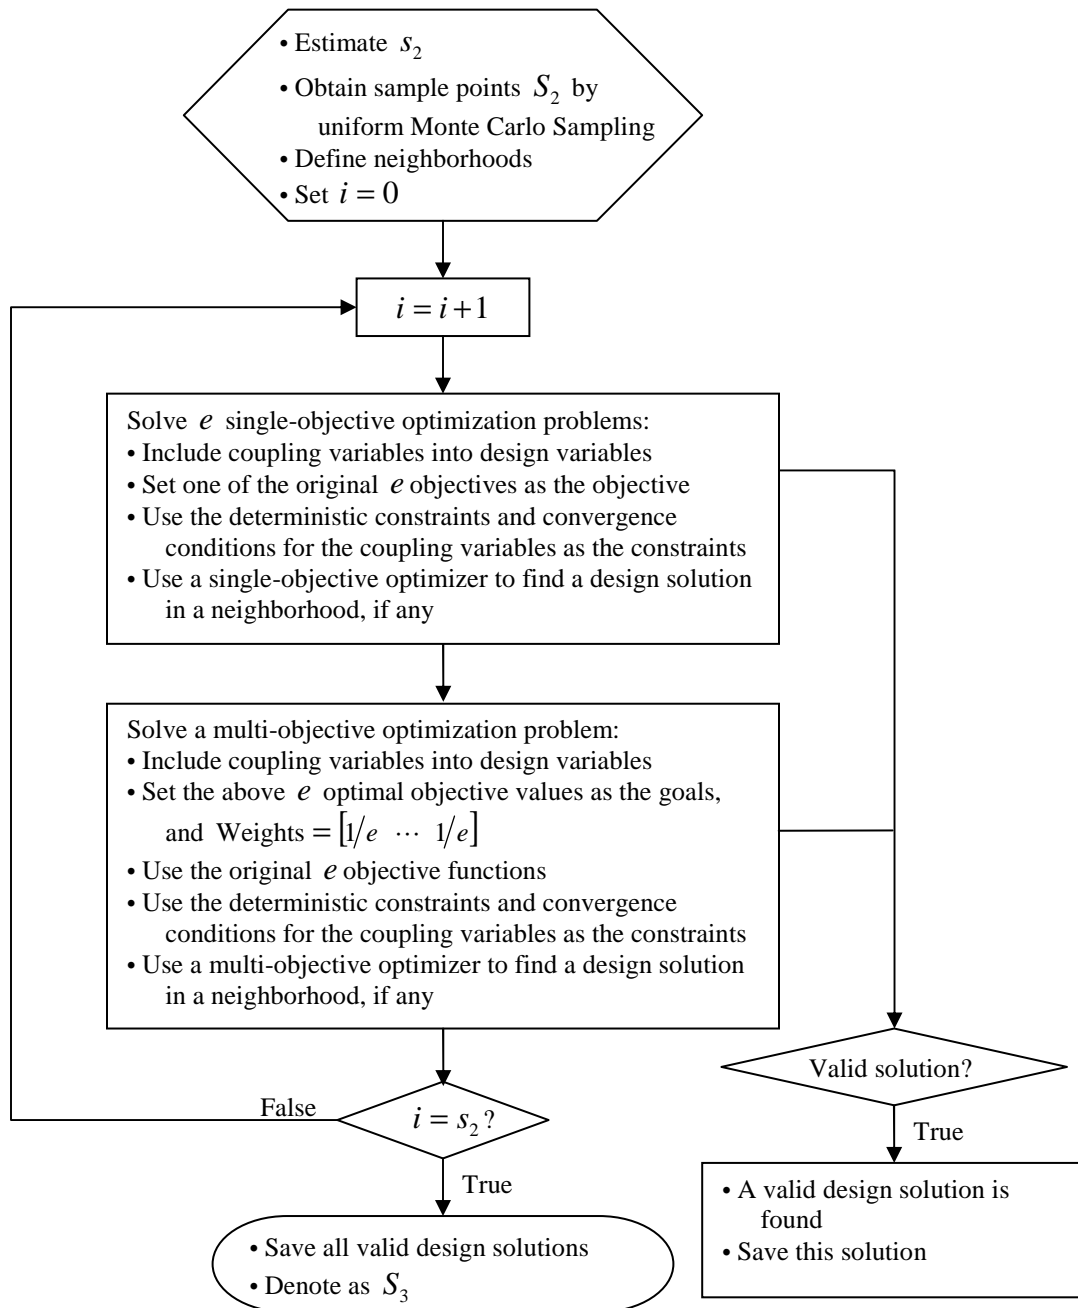 • Estimate s₂
• Obtain sample points S₂ by
uniform Monte Carlo Sampling
• Define neighborhoods
• Set i = 0
i = i + 1
Solve e single-objective optimization problems:
• Include coupling variables into design variables
• Set one of the original e objectives as the objective
• Use the deterministic constraints and convergence
conditions for the coupling variables as the constraints
• Use a single-objective optimizer to find a design solution
in a neighborhood, if any
Solve a multi-objective optimization problem:
• Include coupling variables into design variables
• Set the above e optimal objective values as the goals,
and Weights = [1/e ⋯ 1/e]
• Use the original e objective functions
• Use the deterministic constraints and convergence
conditions for the coupling variables as the constraints
• Use a multi-objective optimizer to find a design solution
in a neighborhood, if any
Valid solution?
False
i = s₂ ?
True
True
• A valid design solution is
found
• Save this solution
• Save all valid design solutions
• Denote as S₃